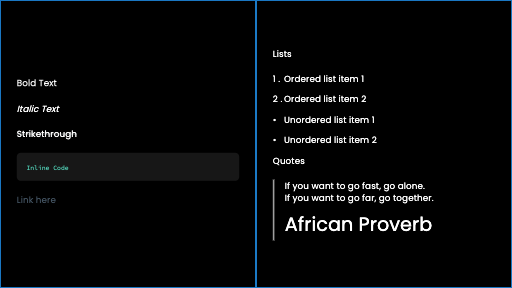 Bold Text
Italic Text
Strikethrough
Inline Code
Link here
Lists
1. Ordered list item 1
2. Ordered list item 2
• Unordered list item 1
• Unordered list item 2
Quotes
If you want to go fast, go alone.
If you want to go far, go together.
African Proverb